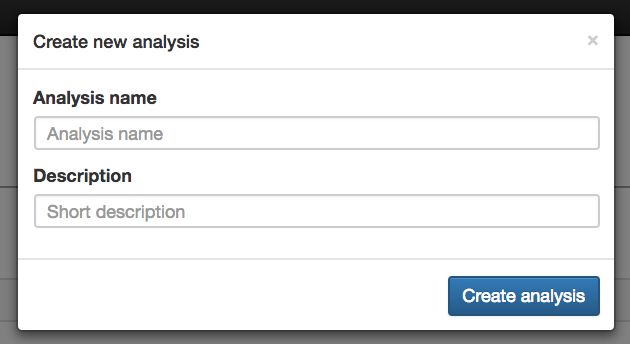 Create new analysis ×
Analysis name
Analysis name
Description
Short description
Create analysis